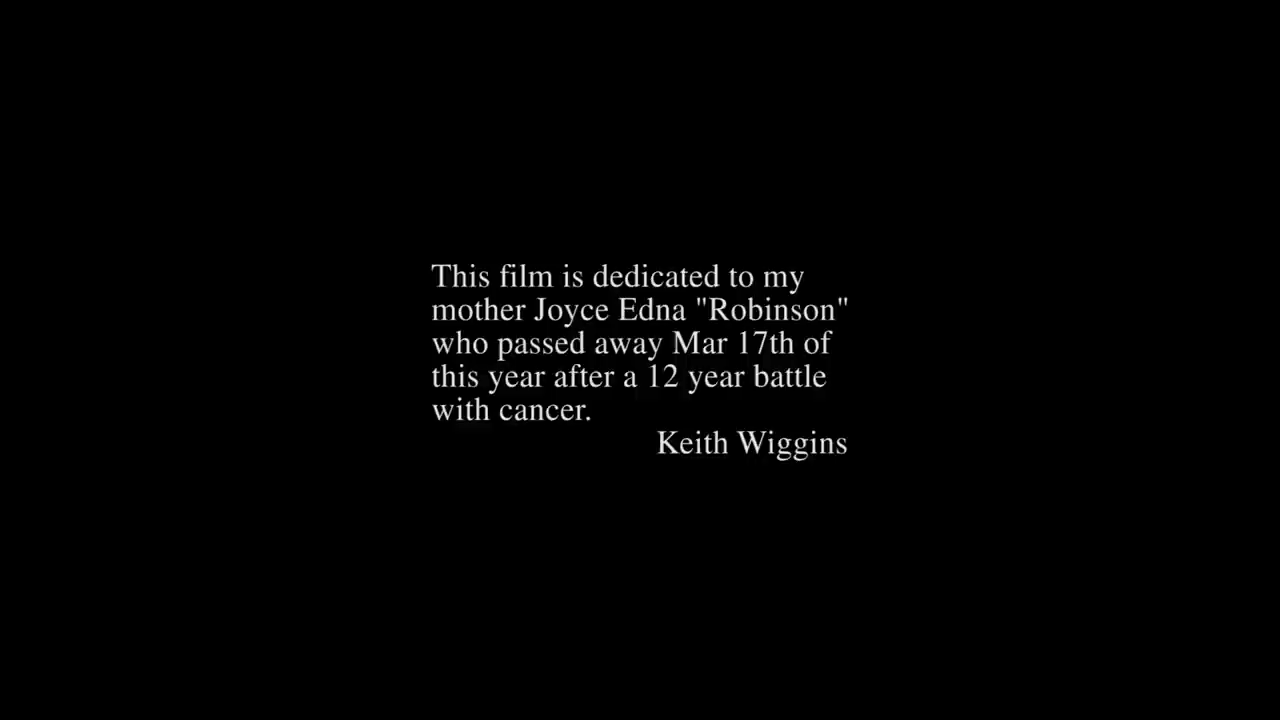 This film is dedicated to my
mother Joyce Edna "Robinson"
who passed away Mar 17th of
this year after a 12 year battle
with cancer.
Keith Wiggins